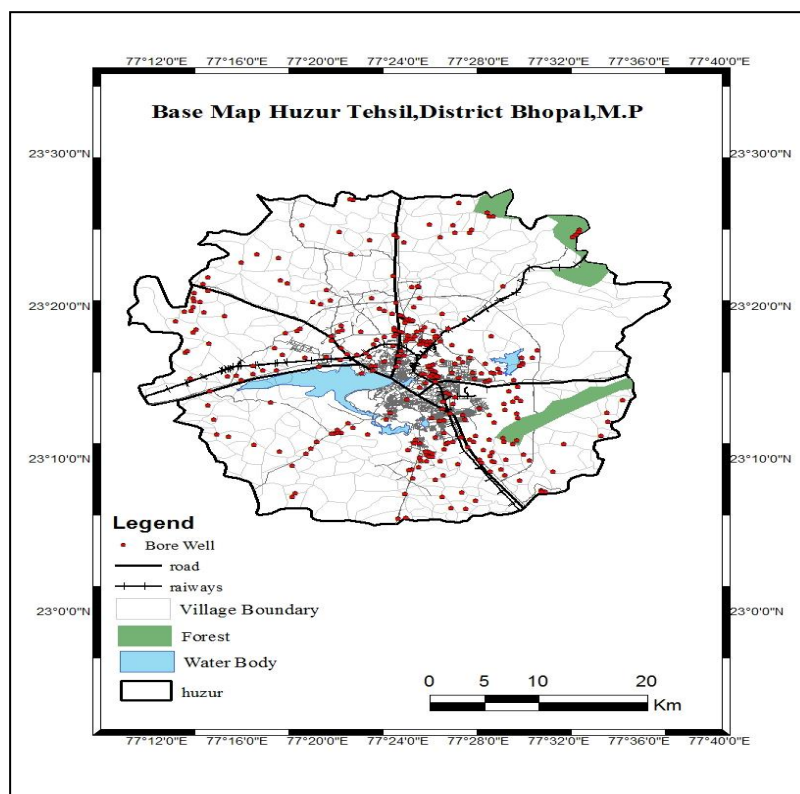 77°12'0"E 77°16'0"E 77°20'0"E 77°24'0"E 77°28'0"E 77°32'0"E 77°36'0"E 77°40'0"E
Base Map Huzur Tehsil,District Bhopal,M.P
23°30'0"N 23°30'0"N
23°20'0"N 23°20'0"N
23°10'0"N 23°10'0"N
Legend
Bore Well
road
raiways
Village Boundary
Forest
Water Body
huzur
23°0'0"N 23°0'0"N
0 5 10 20
Km
77°12'0"E 77°16'0"E 77°20'0"E 77°24'0"E 77°28'0"E 77°32'0"E 77°36'0"E 77°40'0"E